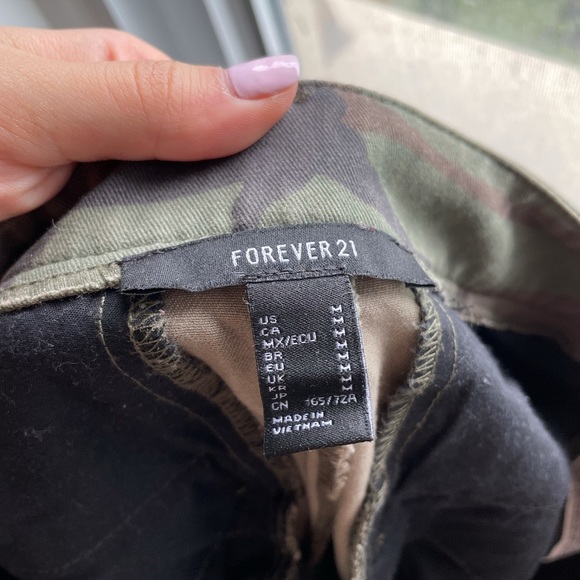 FOREVER 21
US M
CA M
MX/ECU M
BR M
EU M
UK M
KR M
JP M
CN 165/72A
MADE IN
VIETNAM